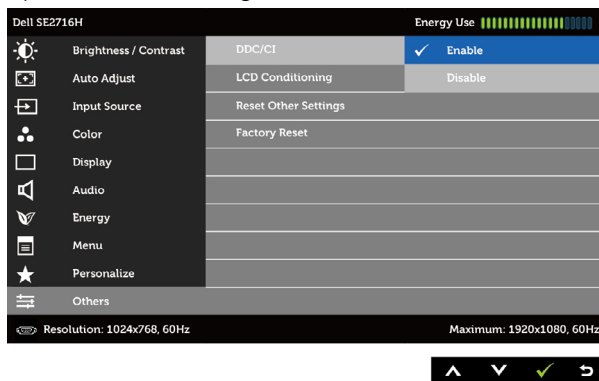 Dell SE2716H Energy Use
Brightness / Contrast DDC/CI Enable
Auto Adjust LCD Conditioning Disable
Input Source Reset Other Settings
Color Factory Reset
Display
Audio
Energy
Menu
Personalize
Others
Resolution: 1024x768, 60Hz Maximum: 1920x1080, 60Hz